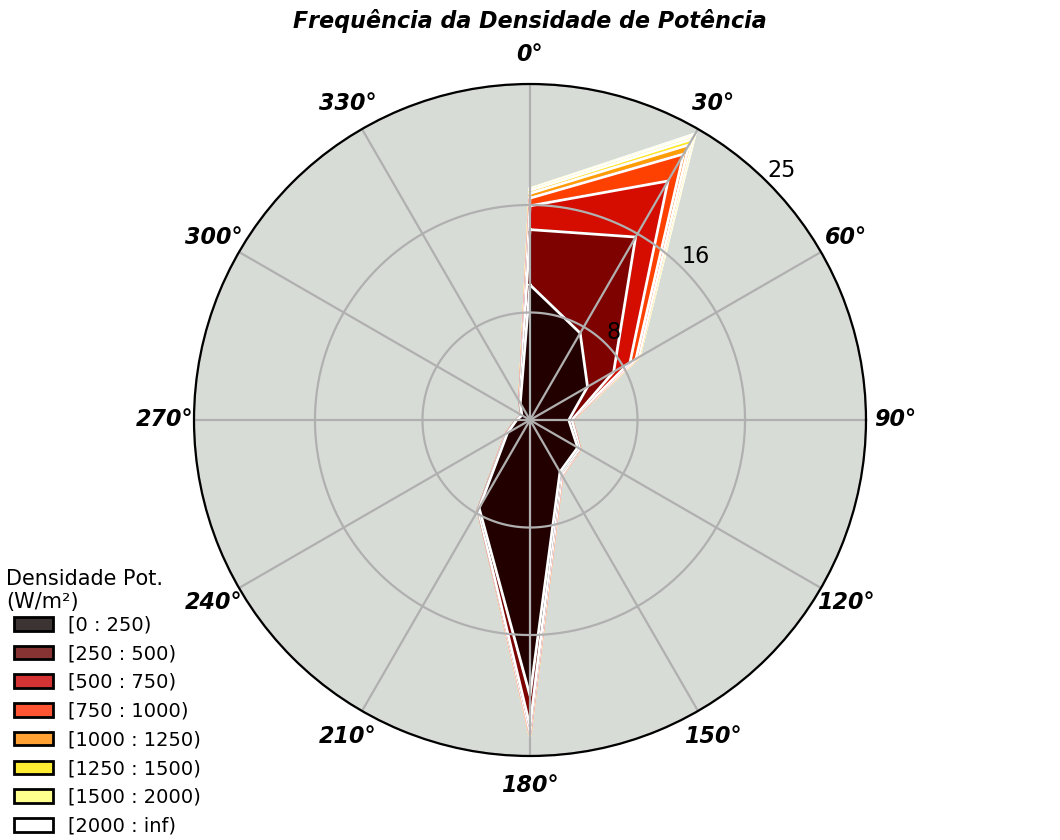 Frequência da Densidade de Potência
0°
330°
30°
25
300°
60°
16
8
270°
90°
240°
120°
210°
150°
180°
Densidade Pot.
(W/m²)
[0 : 250)
[250 : 500)
[500 : 750)
[750 : 1000)
[1000 : 1250)
[1250 : 1500)
[1500 : 2000)
[2000 : inf)